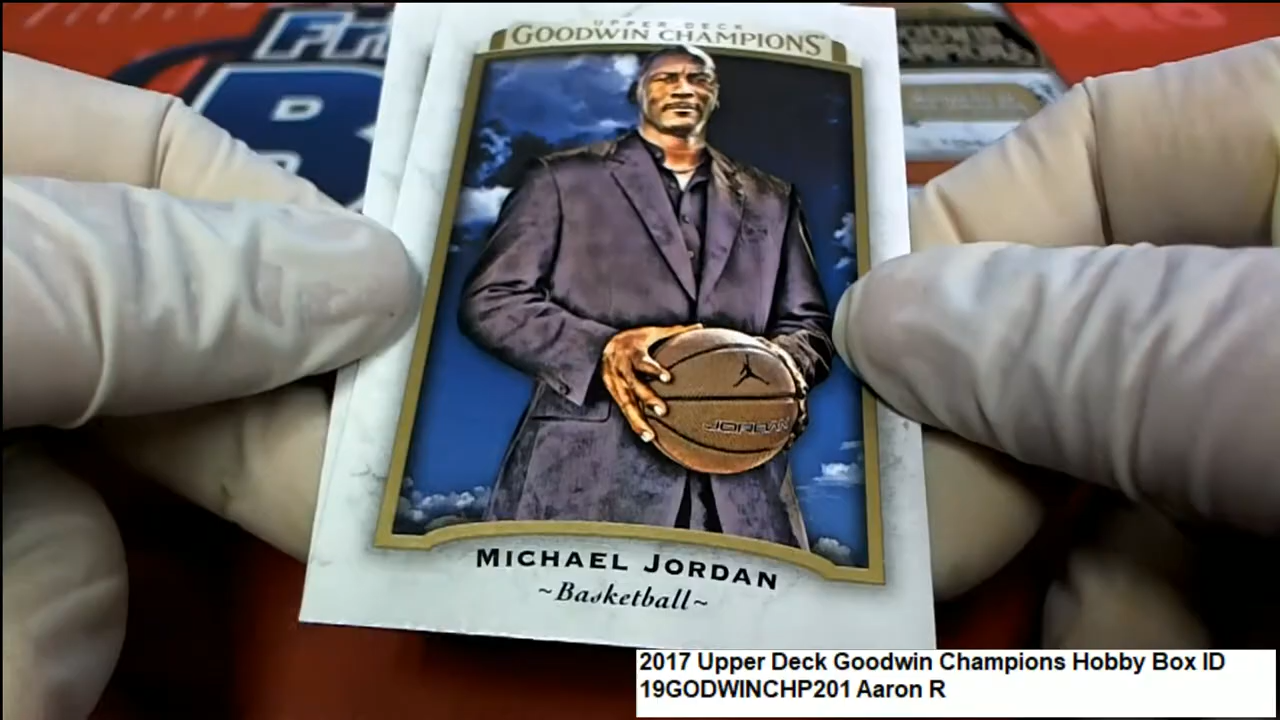 UPPER DECK
GOODWIN CHAMPIONS
JORDAN
MICHAEL JORDAN
~Basketball~
2017 Upper Deck Goodwin Champions Hobby Box ID
19GODWINCHP201 Aaron R